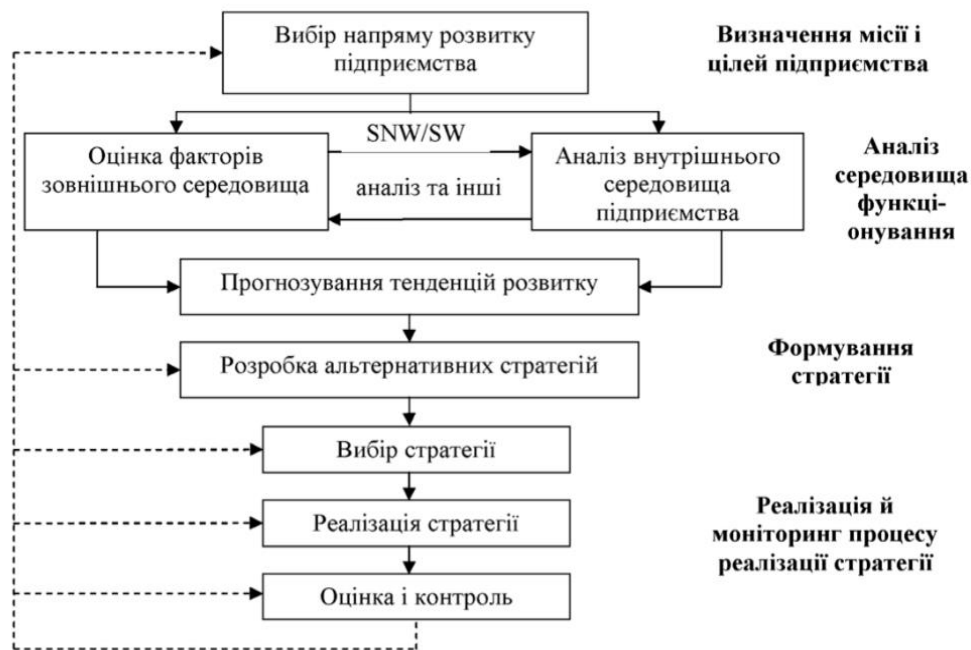 Вибір напряму розвитку
підприємства
Визначення місії і
цілей підприємства
Оцінка факторів
зовнішнього середовища
SNW/SW
аналіз та інші
Аналіз внутрішнього
середовища
підприємства
Аналіз
середовища
функці-
онування
Прогнозування тенденцій розвитку
Розробка альтернативних стратегій
Формування
стратегії
Вибір стратегії
Реалізація стратегії
Реалізація й
моніторинг процесу
реалізації стратегії
Оцінка і контроль